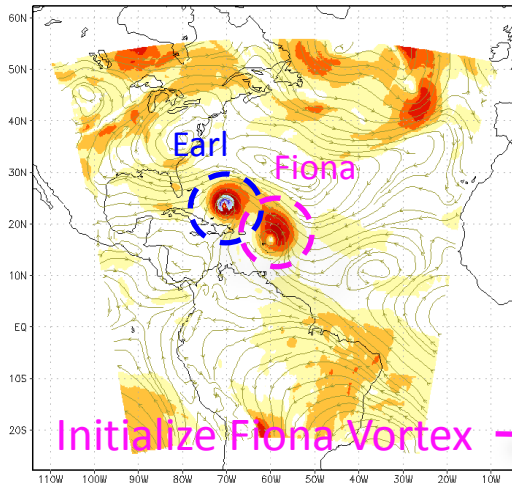 60N
50N
40N
Earl
Fiona
30N
20N
10N
EQ
10S
Initialize Fiona Vortex
20S
110W 100W 90W 80W 70W 60W 50W 40W 30W 20W 10W